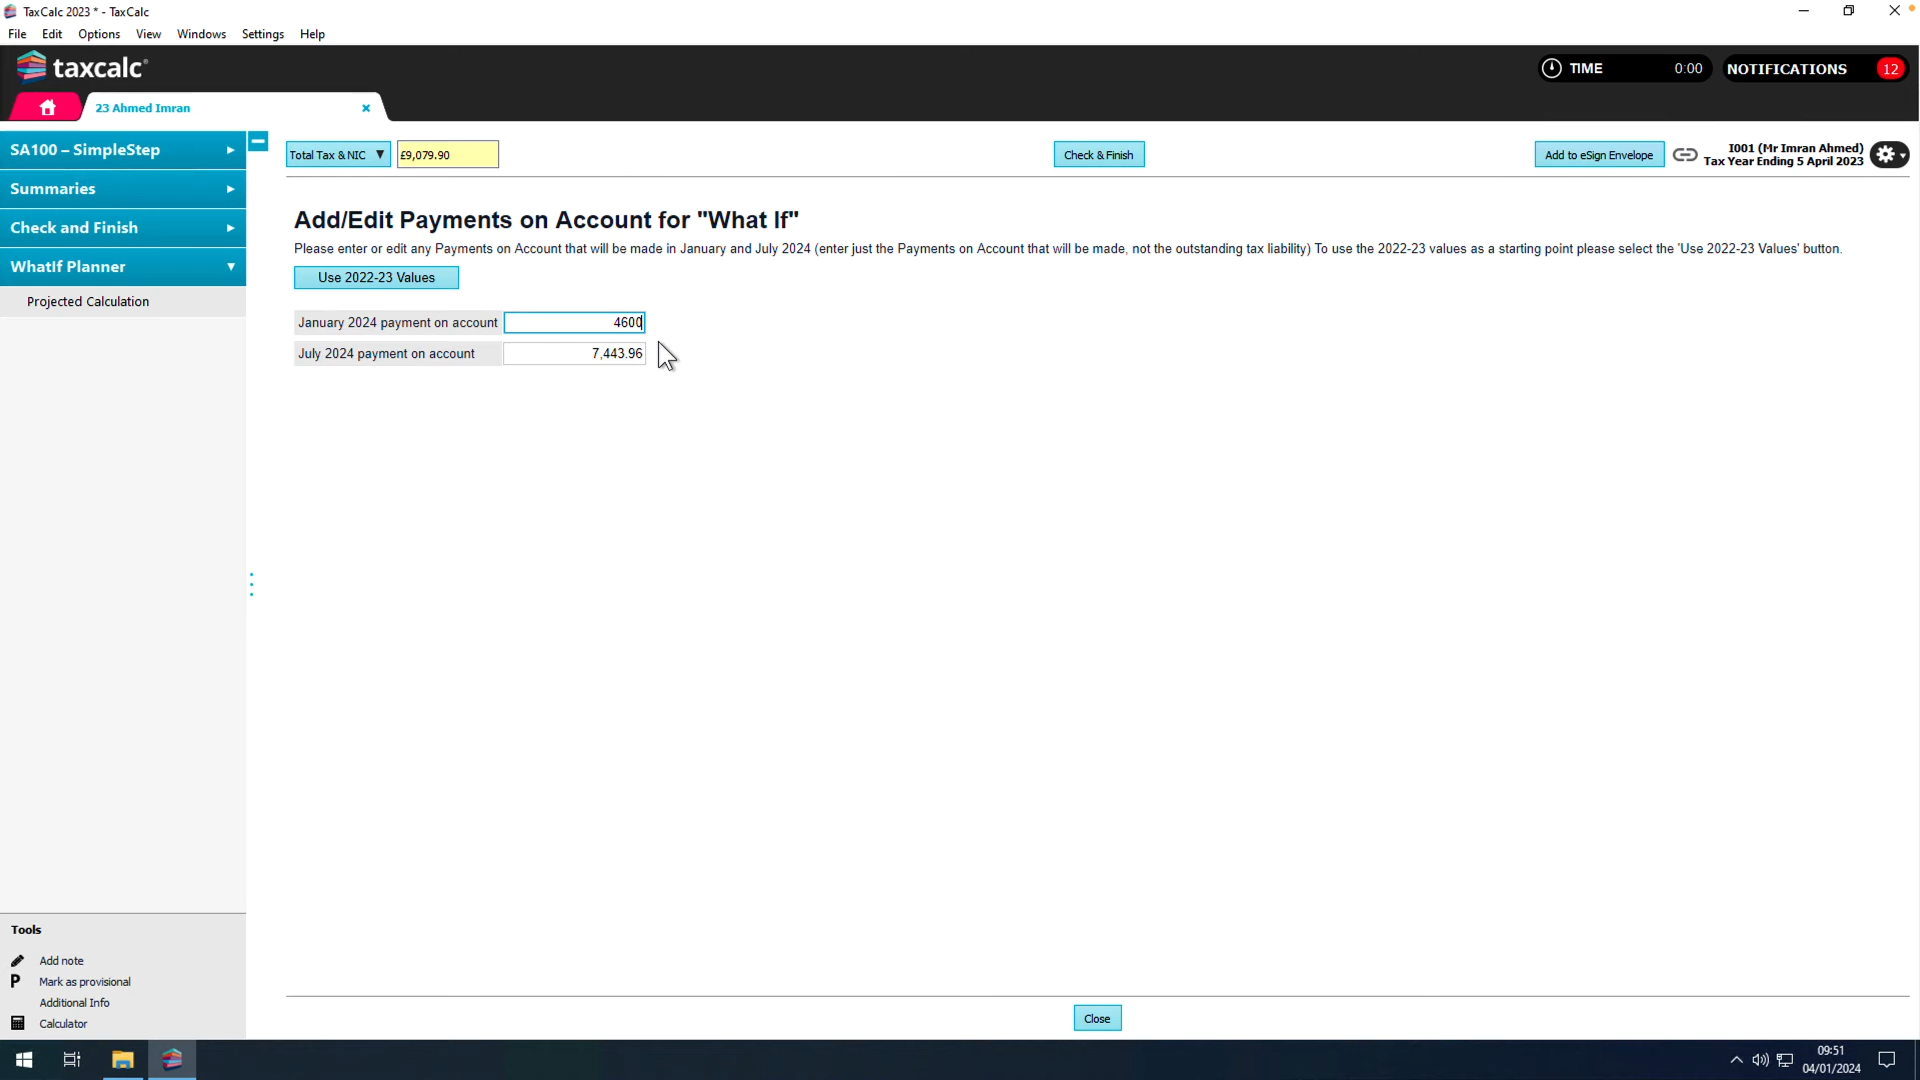 TaxCalc 2023 * - TaxCalc
File Edit Options View Windows Settings Help
taxcalc®
TIME 0:00 NOTIFICATIONS 12
23 Ahmed Imran
SA100 – SimpleStep
Summaries
Check and Finish
WhatIf Planner
Projected Calculation
Total Tax & NIC £9,079.90
Check & Finish
Add to eSign Envelope
I001 (Mr Imran Ahmed)
Tax Year Ending 5 April 2023
Add/Edit Payments on Account for "What If"
Please enter or edit any Payments on Account that will be made in January and July 2024 (enter just the Payments on Account that will be made, not the outstanding tax liability) To use the 2022-23 values as a starting point please select the 'Use 2022-23 Values' button.
Use 2022-23 Values
January 2024 payment on account 4600
July 2024 payment on account 7,443.96
Tools
Add note
P Mark as provisional
Additional Info
Calculator
Close
09:51
04/01/2024